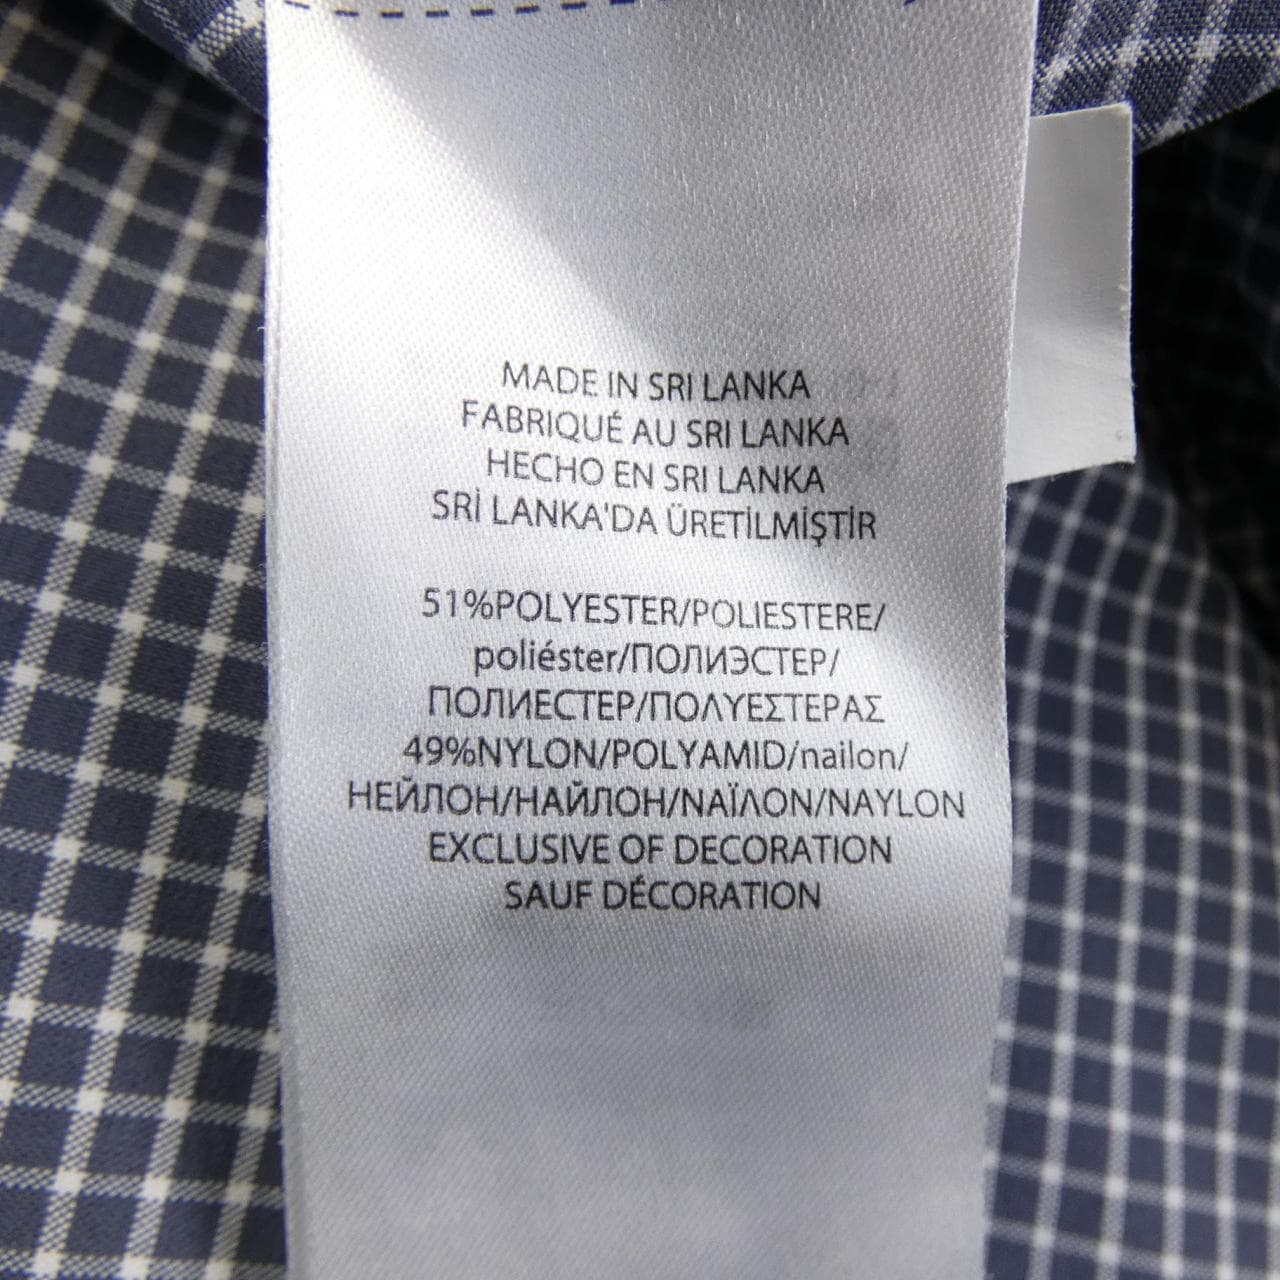 MADE IN SRI LANKA
FABRIQUÉ AU SRI LANKA
HECHO EN SRI LANKA
SRİ LANKA'DA ÜRETİLMİŞTİR
51%POLYESTER/POLIESTERE/
poliéster/ПОЛИЭСТЕР/
ПОЛИЕСТЕР/ΠΟΛΥΕΣΤΕΡΑΣ
49%NYLON/POLYAMID/nailon/
НЕЙЛОН/НАЙЛОН/ΝΑΪΛΟΝ/NAYLON
EXCLUSIVE OF DECORATION
SAUF DÉCORATION